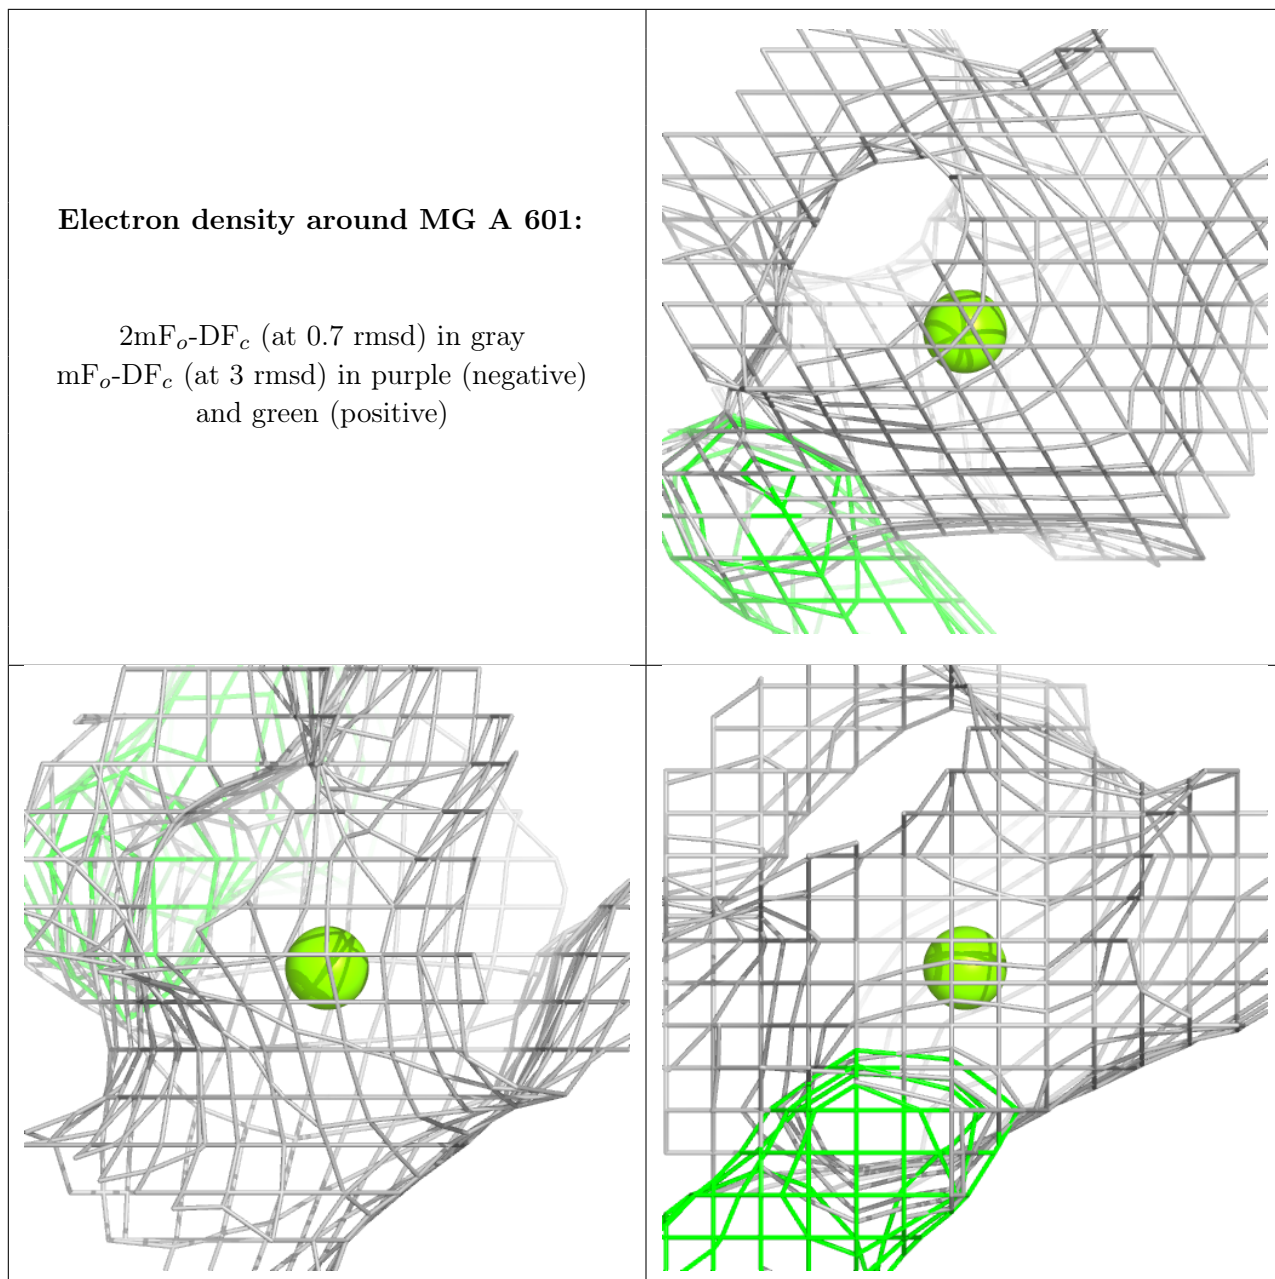 Electron density around MG A 601:
2mFo-DFc (at 0.7 rmsd) in gray
mFo-DFc (at 3 rmsd) in purple (negative)
and green (positive)